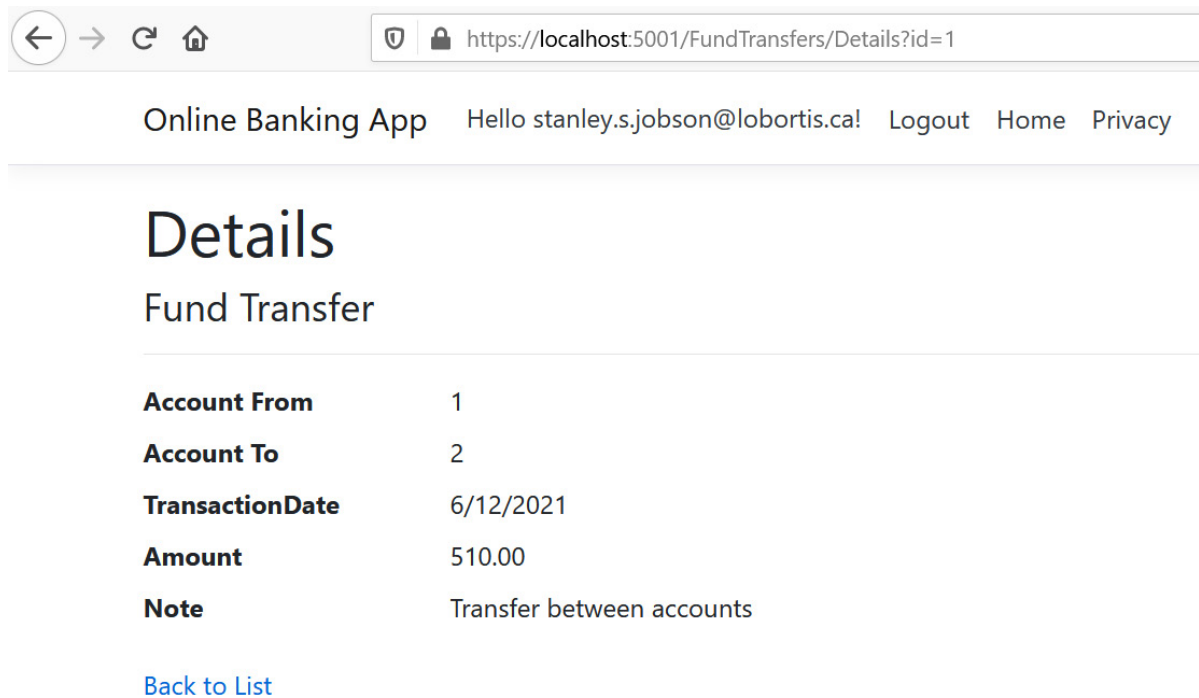 https://localhost:5001/FundTransfers/Details?id=1
Online Banking App Hello stanley.s.jobson@lobortis.ca! Logout Home Privacy
Details
Fund Transfer
Account From 1
Account To 2
TransactionDate 6/12/2021
Amount 510.00
Note Transfer between accounts
Back to List